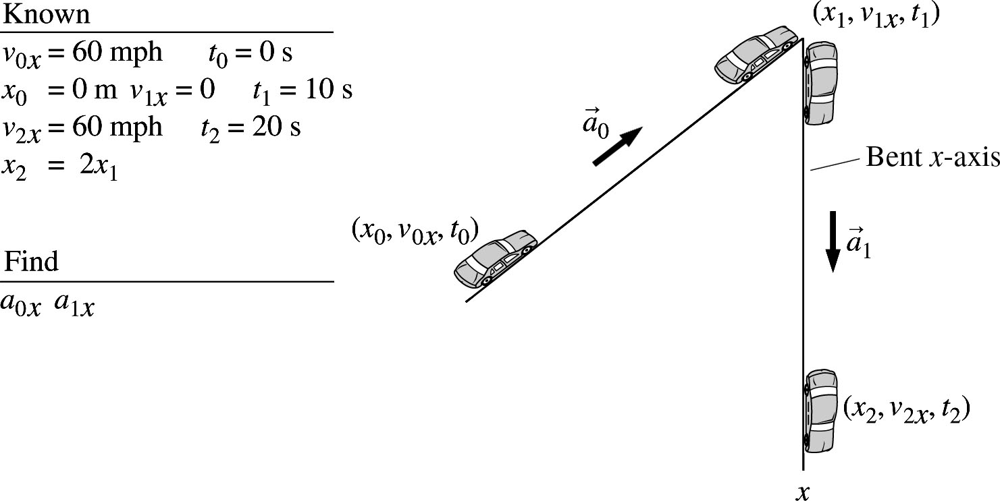 Known
v0x = 60 mph t0 = 0 s
x0 = 0 m v1x = 0 t1 = 10 s
v2x = 60 mph t2 = 20 s
x2 = 2x1
Find
a0x a1x
(x1, v1x, t1)
a⃗0
Bent x-axis
(x0, v0x, t0)
a⃗1
(x2, v2x, t2)
x